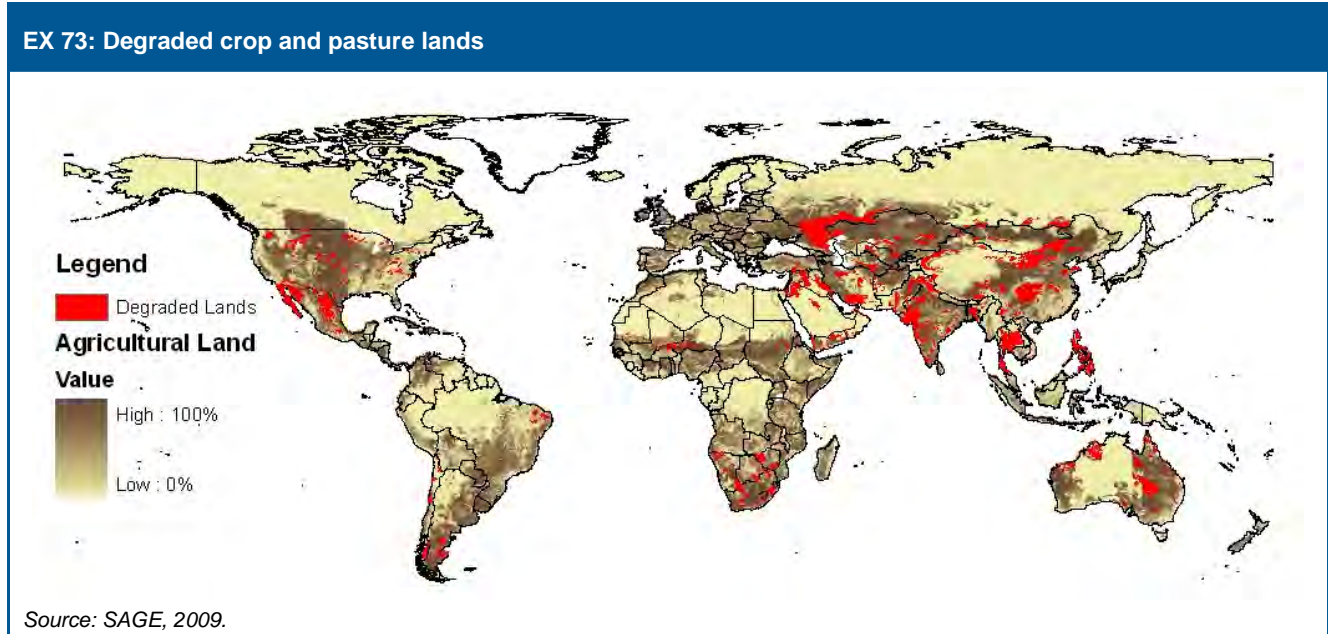 EX 73: Degraded crop and pasture lands
Legend
Degraded Lands
Agricultural Land
Value
High : 100%
Low : 0%
Source: SAGE, 2009.